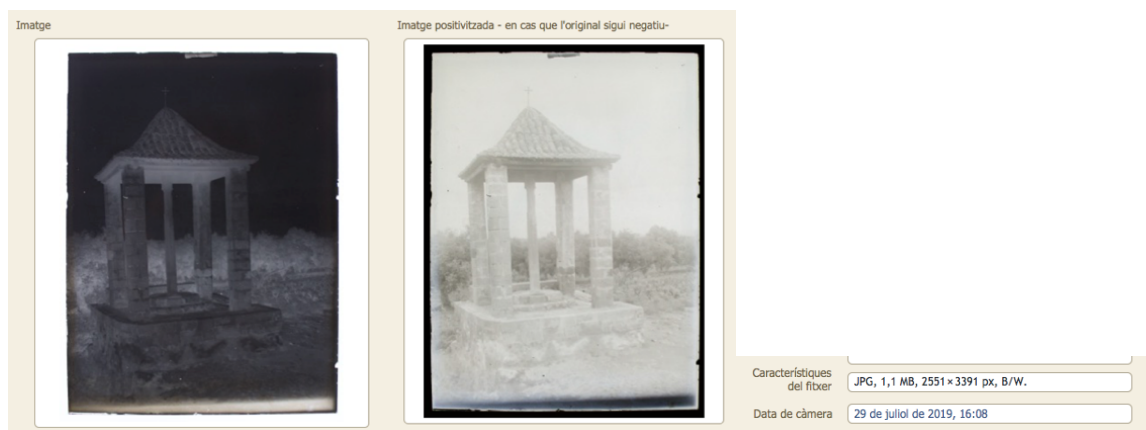 Imatge
Imatge positivitzada - en cas que l'original sigui negatiu-
Característiques
del fitxer
JPG, 1,1 MB, 2551×3391 px, B/W.
Data de càmera
29 de juliol de 2019, 16:08